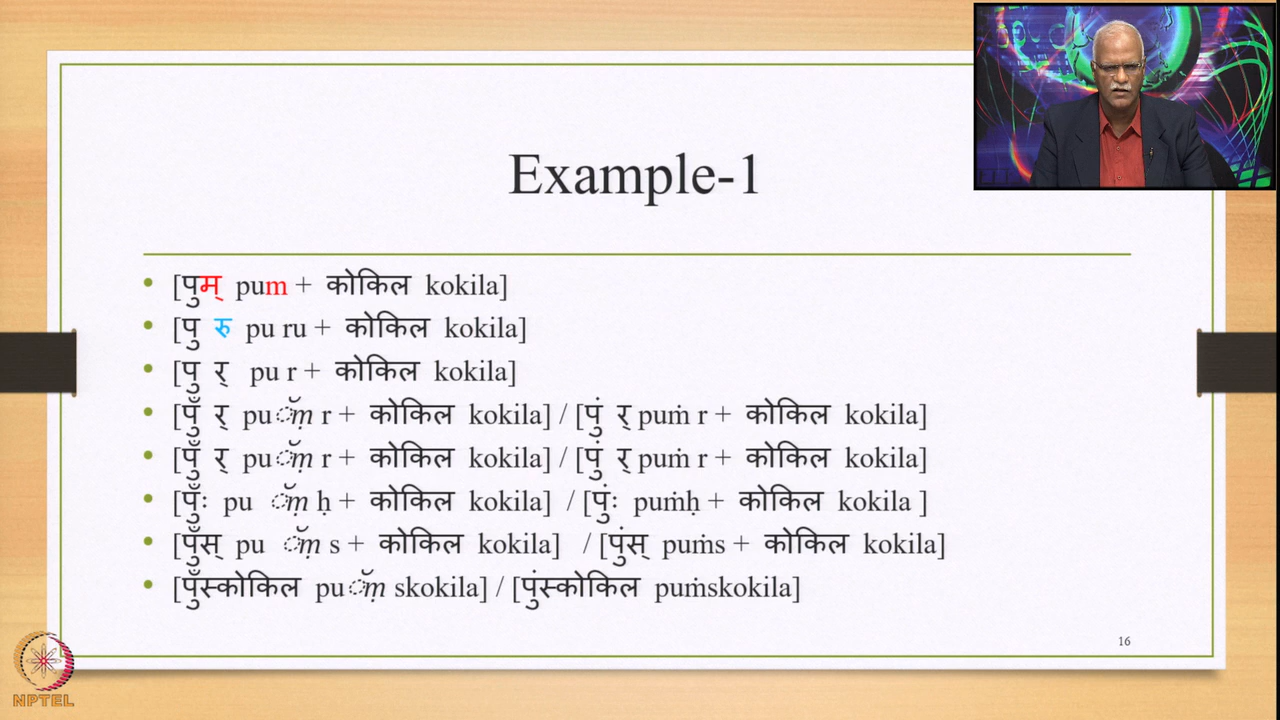 Example-1
• [पुम् pum + कोकिल kokila]
• [पु रु pu ru + कोकिल kokila]
• [पु र् pu r + कोकिल kokila]
• [पुँ र् puँm̐ṃ r + कोकिल kokila] / [पुं र् puṁ r + कोकिल kokila]
• [पुँ र् puँṃ r + कोकिल kokila] / [पुं र् puṁ r + कोकिल kokila]
• [पुँः pu ँṃ ḥ + कोकिल kokila] / [पुंः puṁḥ + कोकिल kokila ]
• [पुँस् pu ँṃ s + कोकिल kokila] / [पुंस् puṁs + कोकिल kokila]
• [पुँस्कोकिल puँṃ skokila] / [पुंस्कोकिल puṁskokila]
16
NPTEL